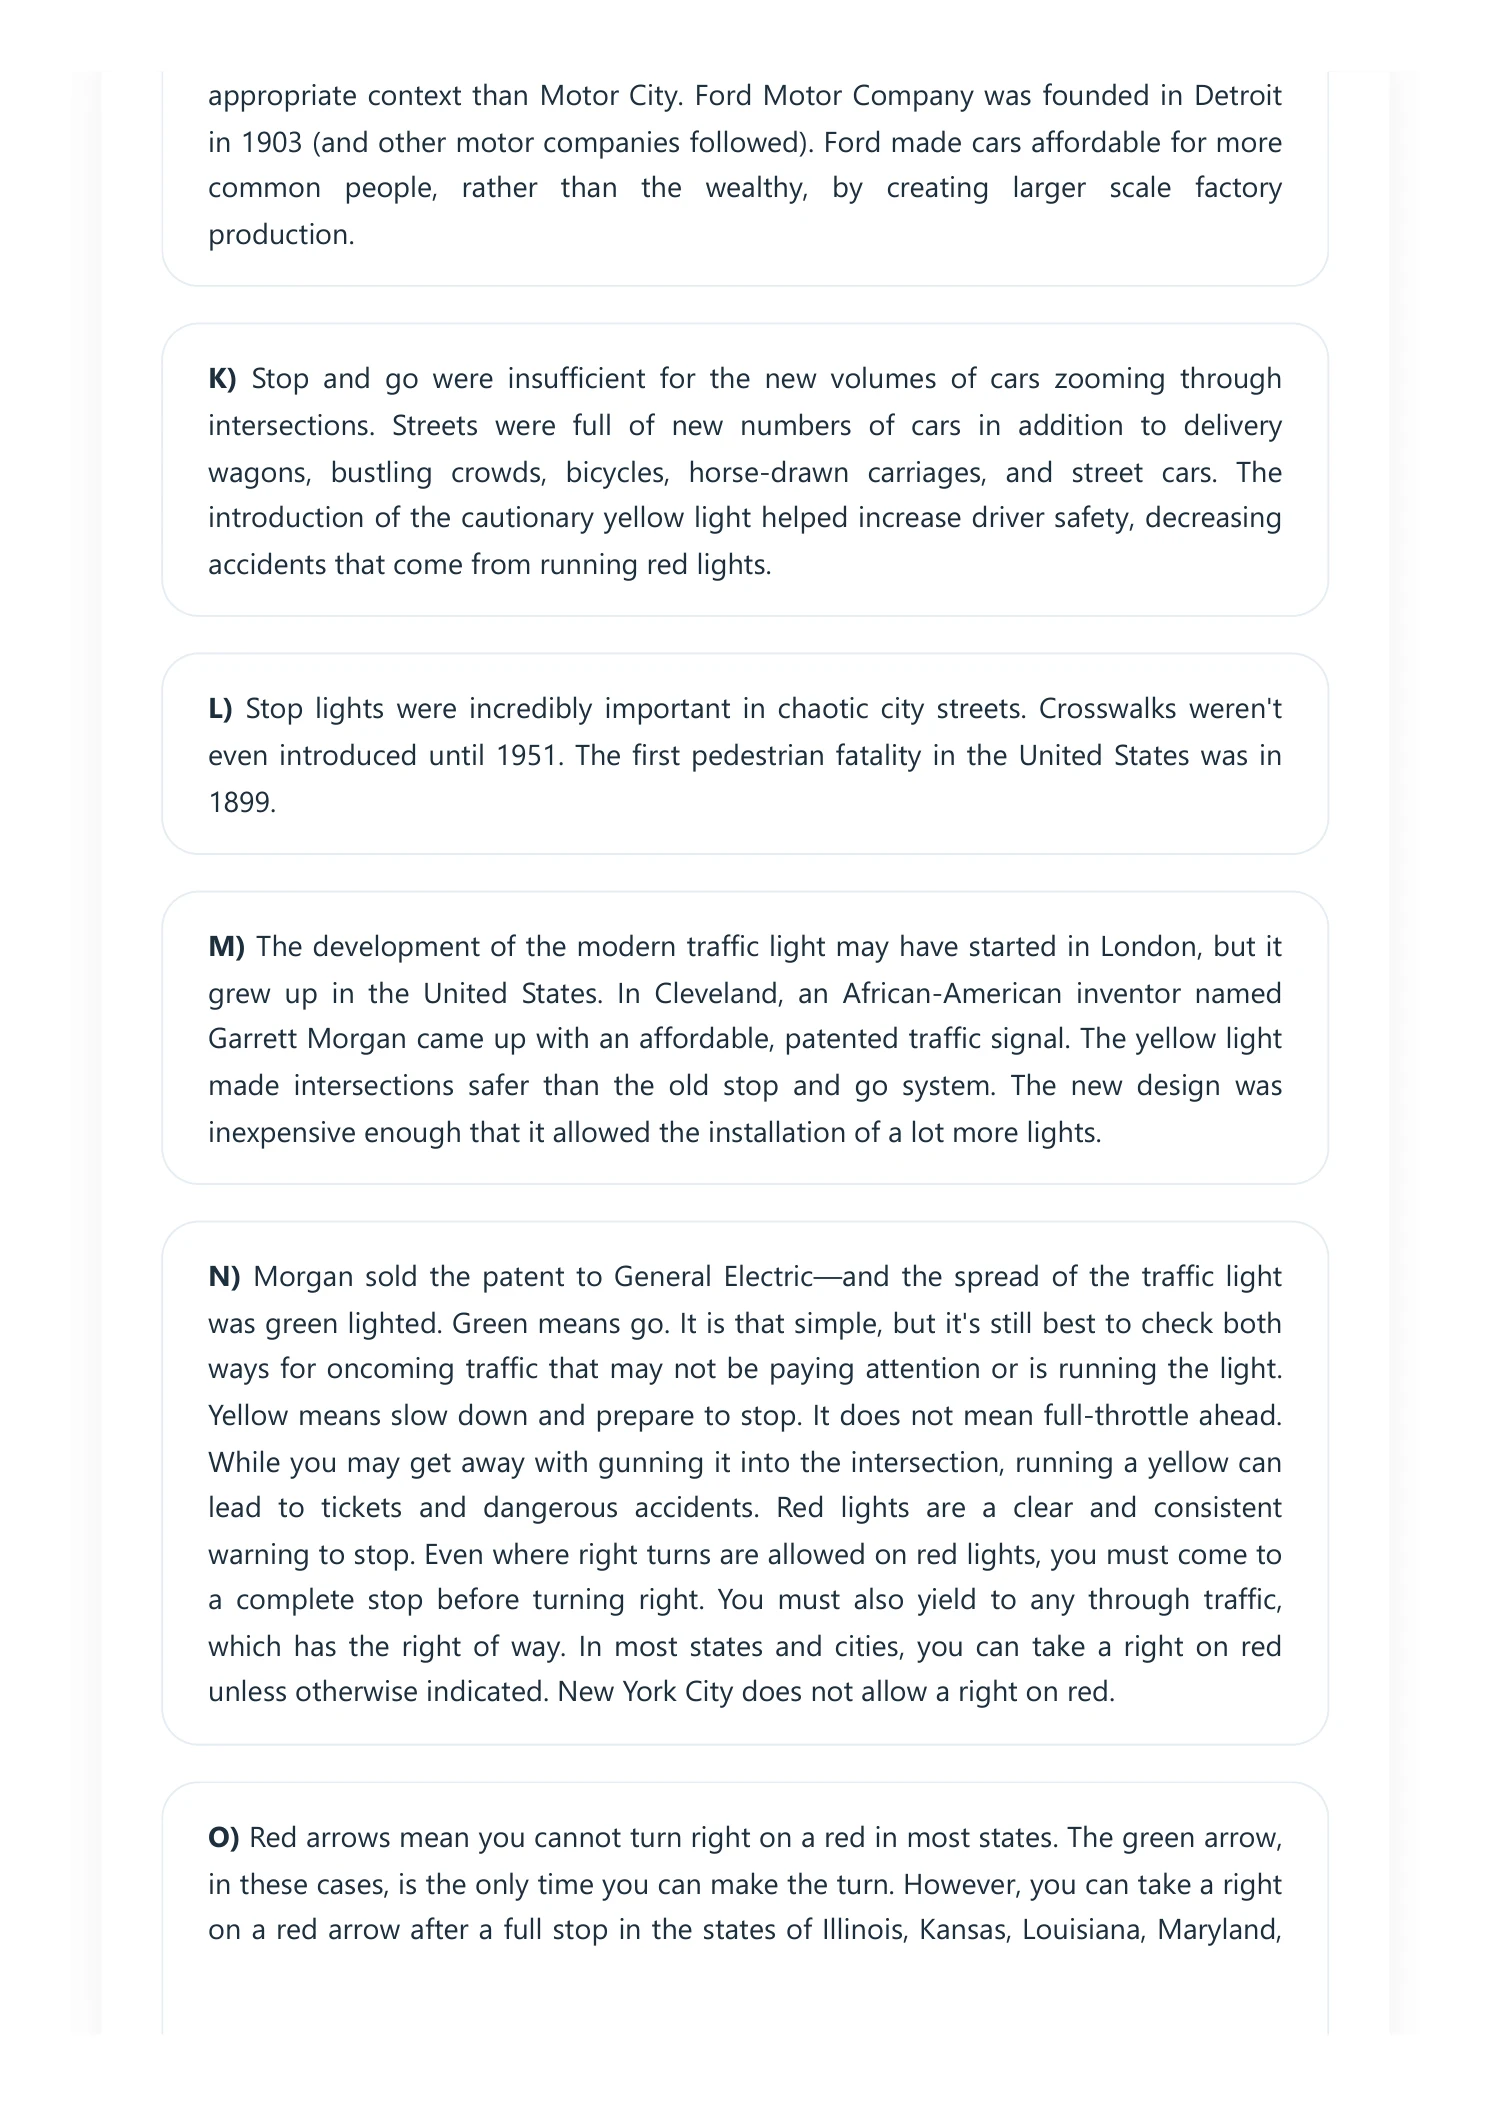 appropriate context than Motor City. Ford Motor Company was founded in Detroit
in 1903 (and other motor companies followed). Ford made cars affordable for more
common people, rather than the wealthy, by creating larger scale factory
production.
K) Stop and go were insufficient for the new volumes of cars zooming through
intersections. Streets were full of new numbers of cars in addition to delivery
wagons, bustling crowds, bicycles, horse-drawn carriages, and street cars. The
introduction of the cautionary yellow light helped increase driver safety, decreasing
accidents that come from running red lights.
L) Stop lights were incredibly important in chaotic city streets. Crosswalks weren't
even introduced until 1951. The first pedestrian fatality in the United States was in
1899.
M) The development of the modern traffic light may have started in London, but it
grew up in the United States. In Cleveland, an African-American inventor named
Garrett Morgan came up with an affordable, patented traffic signal. The yellow light
made intersections safer than the old stop and go system. The new design was
inexpensive enough that it allowed the installation of a lot more lights.
N) Morgan sold the patent to General Electric—and the spread of the traffic light
was green lighted. Green means go. It is that simple, but it's still best to check both
ways for oncoming traffic that may not be paying attention or is running the light.
Yellow means slow down and prepare to stop. It does not mean full-throttle ahead.
While you may get away with gunning it into the intersection, running a yellow can
lead to tickets and dangerous accidents. Red lights are a clear and consistent
warning to stop. Even where right turns are allowed on red lights, you must come to
a complete stop before turning right. You must also yield to any through traffic,
which has the right of way. In most states and cities, you can take a right on red
unless otherwise indicated. New York City does not allow a right on red.
O) Red arrows mean you cannot turn right on a red in most states. The green arrow,
in these cases, is the only time you can make the turn. However, you can take a right
on a red arrow after a full stop in the states of Illinois, Kansas, Louisiana, Maryland,